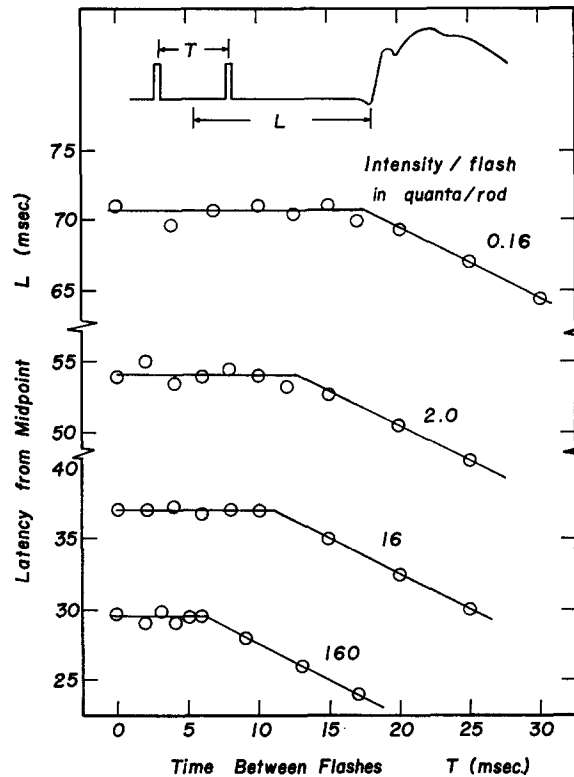 T
L
75
70
65
55
50
40
35
30
25
L (msec.)
Latency from Midpoint
Intensity / flash
in quanta/rod
0.16
2.0
16
160
0 5 10 15 20 25 30
Time Between Flashes T (msec.)